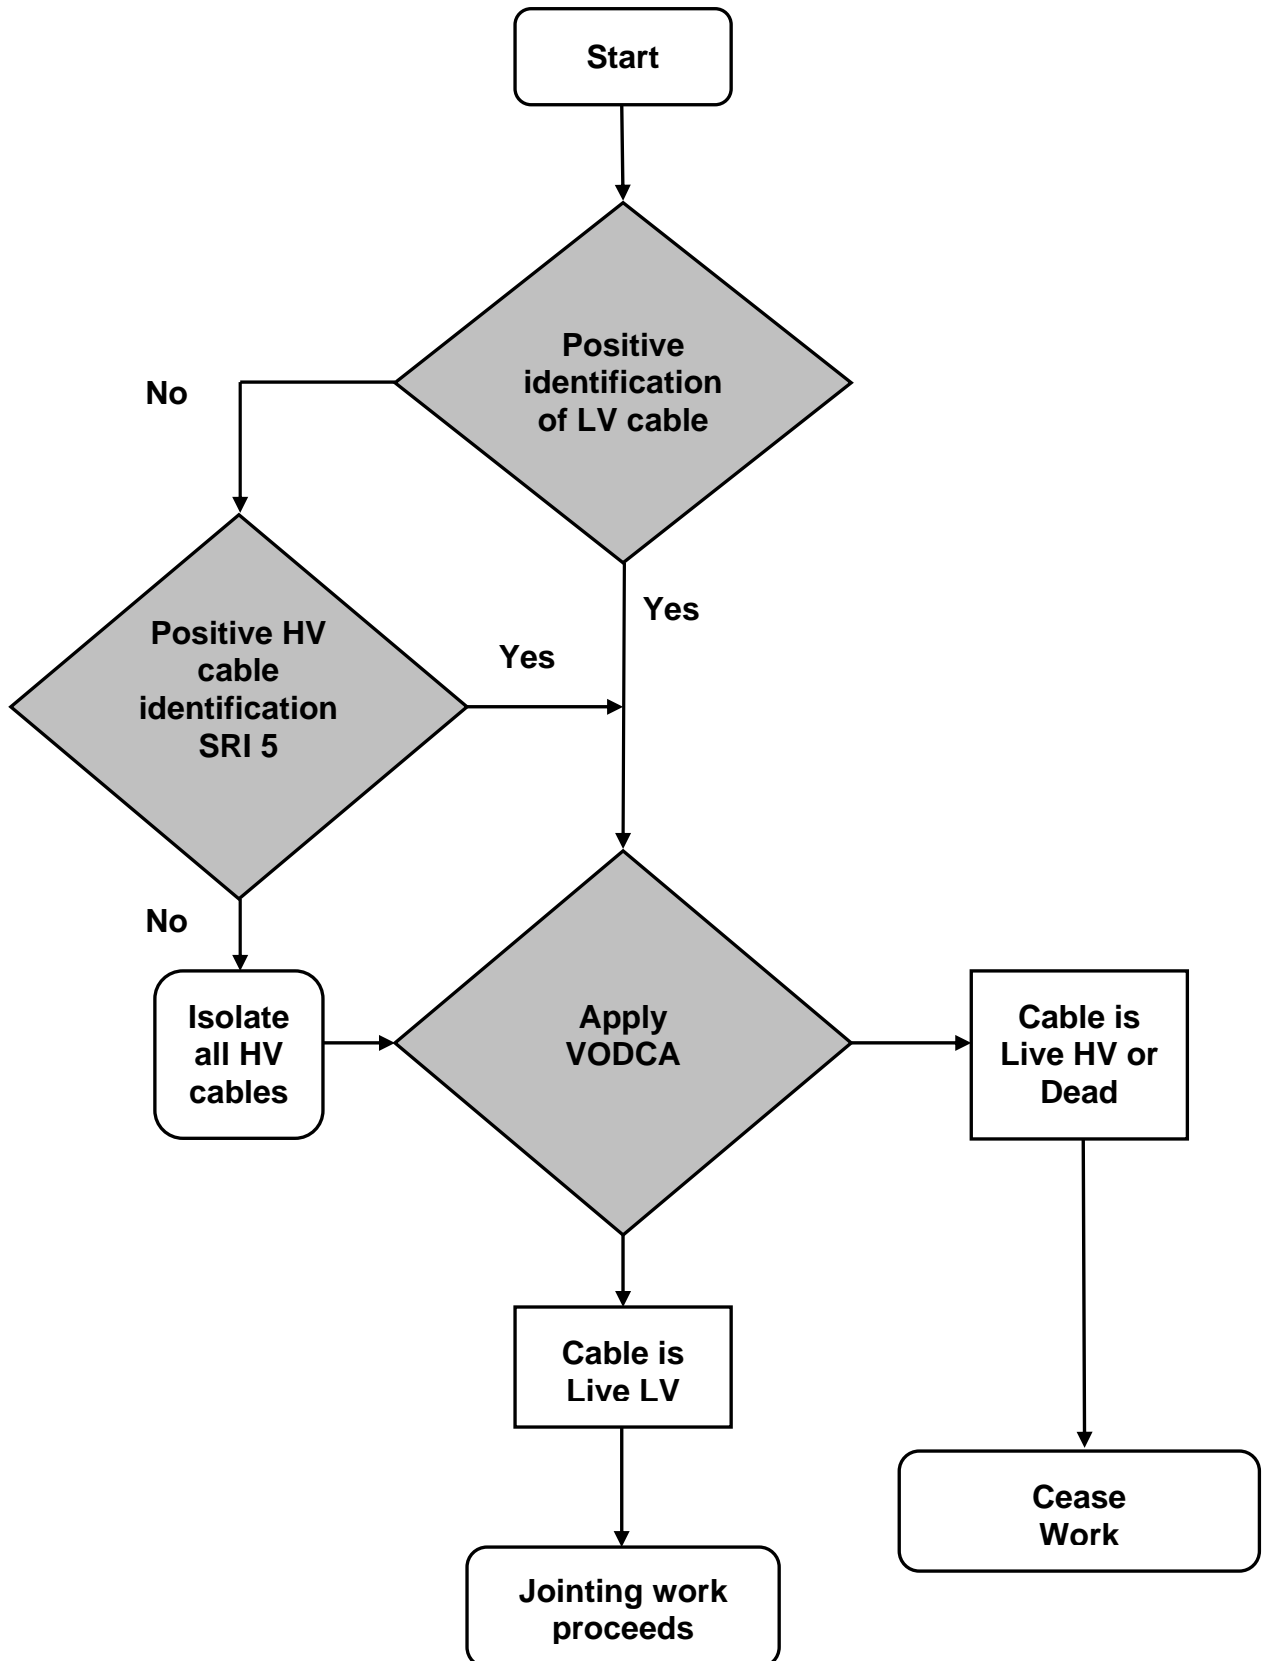 Start
Positive
identification
of LV cable
No
Yes
Positive HV
cable
identification
SRI 5
Yes
No
Isolate
all HV
cables
Apply
VODCA
Cable is
Live HV or
Dead
Cable is
Live LV
Cease
Work
Jointing work
proceeds